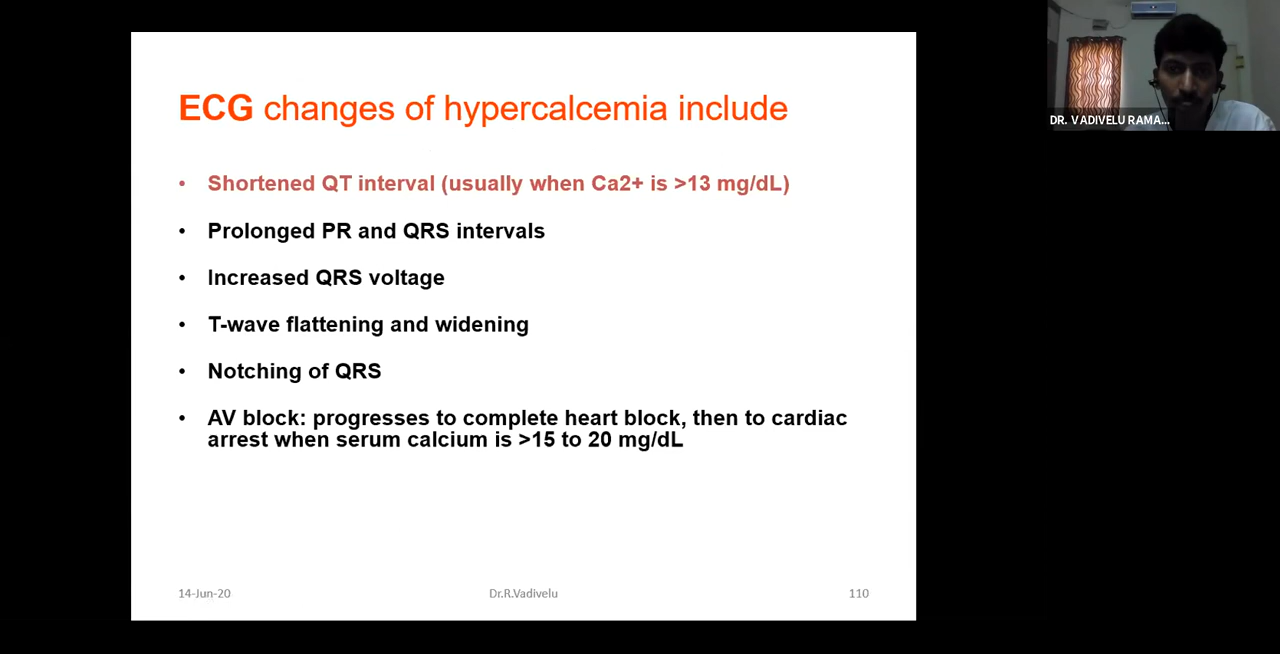 ECG changes of hypercalcemia include
• Shortened QT interval (usually when Ca2+ is >13 mg/dL)
• Prolonged PR and QRS intervals
• Increased QRS voltage
• T-wave flattening and widening
• Notching of QRS
• AV block: progresses to complete heart block, then to cardiac
arrest when serum calcium is >15 to 20 mg/dL
14-Jun-20
Dr.R.Vadivelu
110
DR. VADIVELU RAMA...